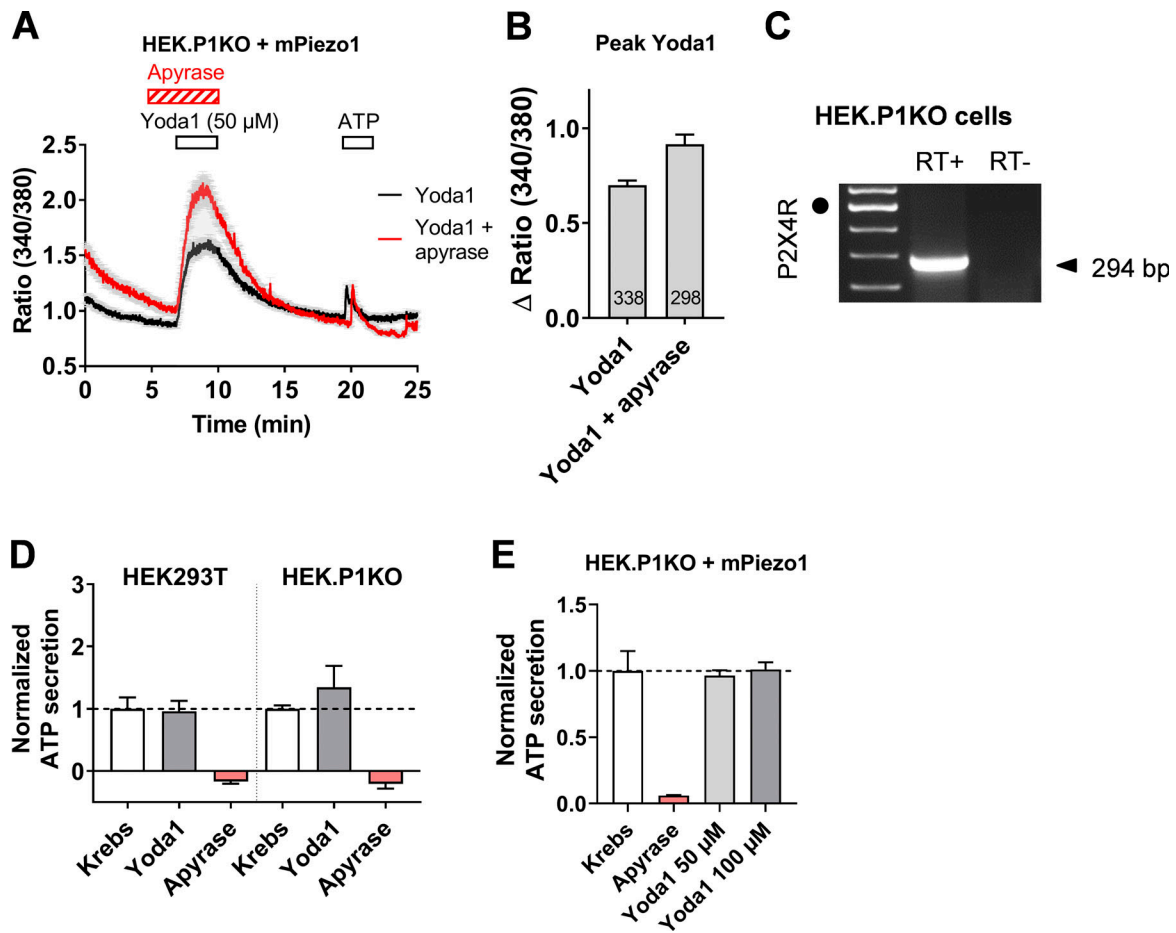 A
HEK.P1KO + mPiezo1
Apyrase
Yoda1 (50 µM)
ATP
Ratio (340/380)
2.5
2.0
1.5
1.0
0.5
0
5
10
15
20
25
Time (min)
Yoda1
Yoda1 +
apyrase
B
Peak Yoda1
Δ Ratio (340/380)
1.0
0.5
0.0
338
298
Yoda1
Yoda1 + apyrase
C
HEK.P1KO cells
RT+
RT-
P2X4R
294 bp
D
HEK293T
HEK.P1KO
Normalized
ATP secretion
3
2
1
0
Krebs
Yoda1
Apyrase
Krebs
Yoda1
Apyrase
E
HEK.P1KO + mPiezo1
Normalized
ATP secretion
1.5
1.0
0.5
0.0
Krebs
Apyrase
Yoda1 50 µM
Yoda1 100 µM